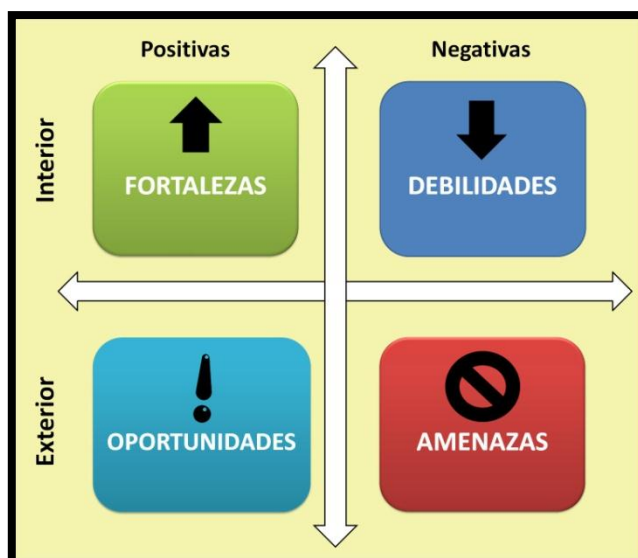 Positivas
Negativas
Interior
FORTALEZAS
DEBILIDADES
Exterior
OPORTUNIDADES
AMENAZAS